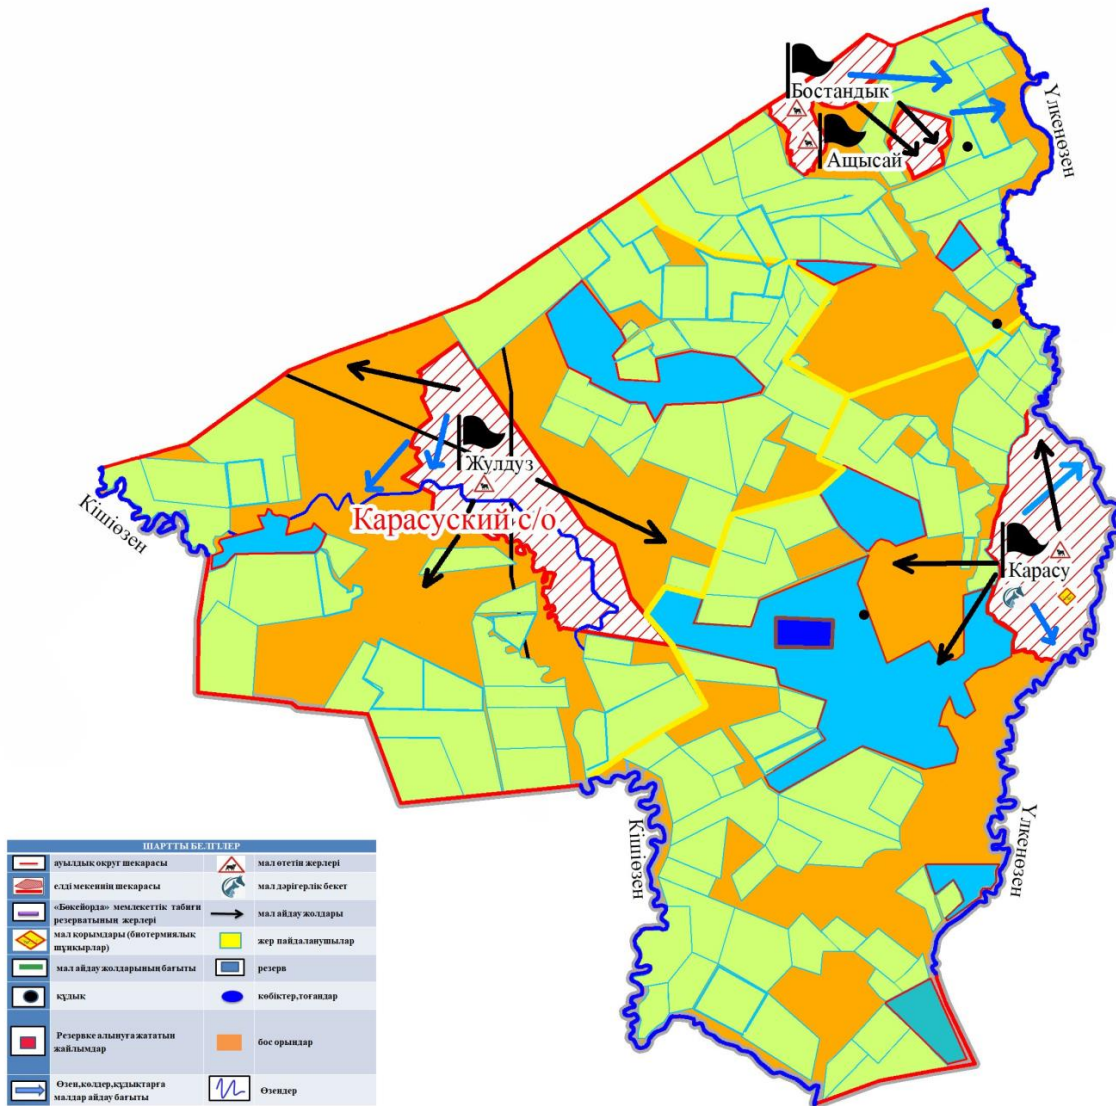 Бостандык
Ащысай
Үлкенөзен
Жулдуз
Кішіөзен
Карасуский с/о
Карасу
Кішіөзен
Үлкенөзен
ШАРТТЫ БЕЛГІЛЕР
ауылдық округ шекарасы
мал өтетін жерлері
елді мекеннің шекарасы
мал дәрігерлік бекет
«Бөкейорда» мемлекеттік табиғи
резерватының жерлері
мал айдау жолдары
мал қорымдары (биотермиялық
шұңқырлар)
жер пайдаланушылар
мал айдау жолдарының бағыты
резерв
құдық
көбіктер,тоғандар
Резервке алынуға жататын
жайлымдар
бос орындар
Өзен,көлдер,құдықтарға
малдар айдау бағыты
Өзендер